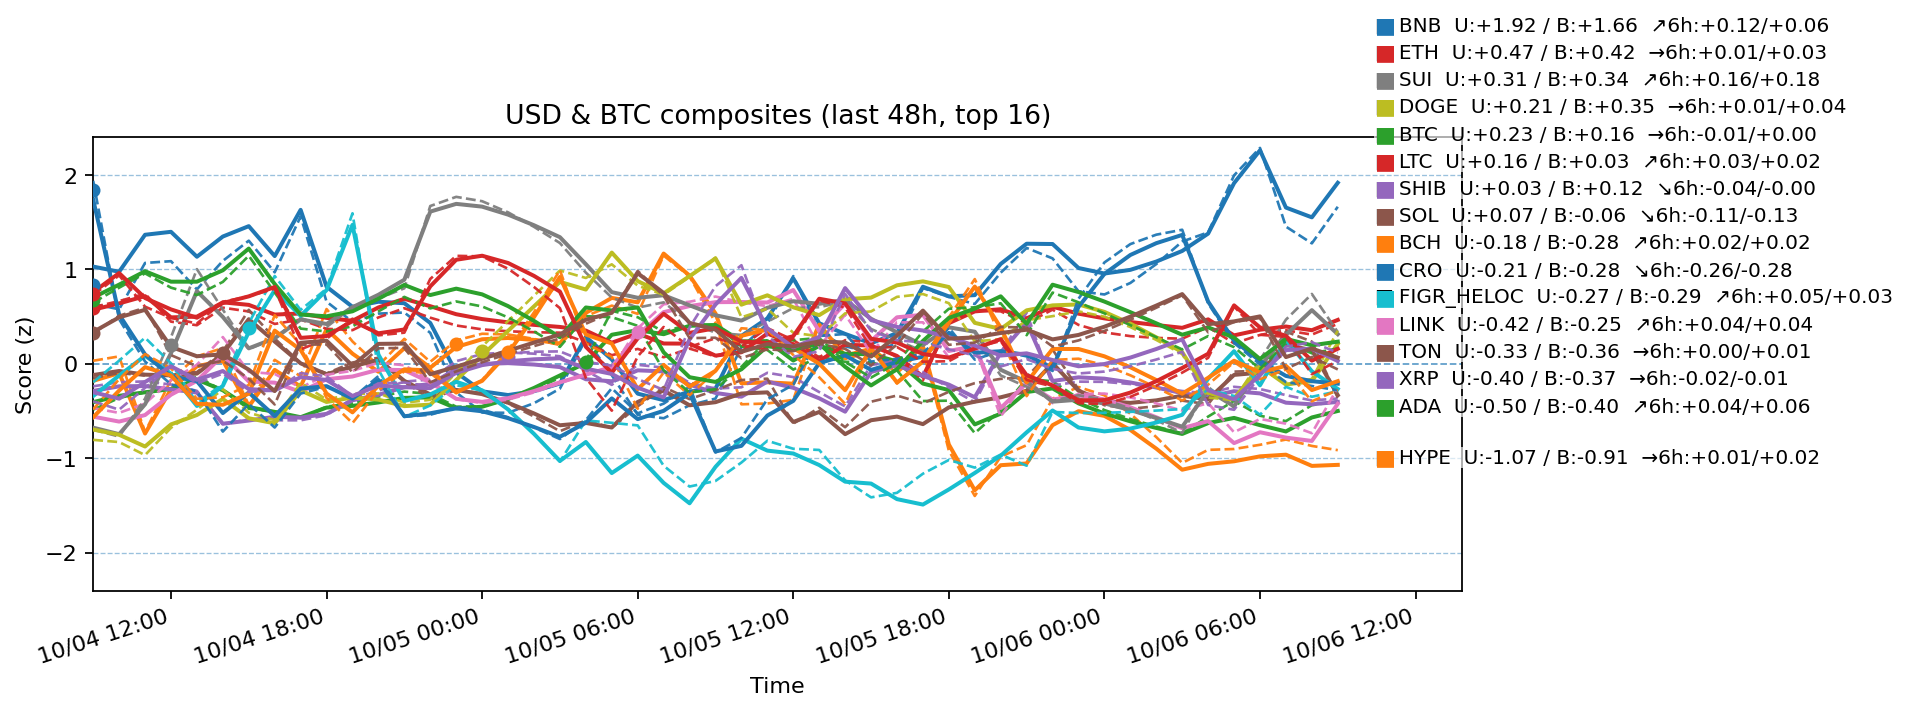 BNB  U:+1.92 / B:+1.66  ↗6h:+0.12/+0.06
ETH  U:+0.47 / B:+0.42  →6h:+0.01/+0.03
SUI  U:+0.31 / B:+0.34  ↗6h:+0.16/+0.18
DOGE  U:+0.21 / B:+0.35  →6h:+0.01/+0.04
BTC  U:+0.23 / B:+0.16  →6h:-0.01/+0.00
LTC  U:+0.16 / B:+0.03  ↗6h:+0.03/+0.02
SHIB  U:+0.03 / B:+0.12  ↘6h:-0.04/-0.00
SOL  U:+0.07 / B:-0.06  ↘6h:-0.11/-0.13
BCH  U:-0.18 / B:-0.28  ↗6h:+0.02/+0.02
CRO  U:-0.21 / B:-0.28  ↘6h:-0.26/-0.28
FIGR_HELOC  U:-0.27 / B:-0.29  ↗6h:+0.05/+0.03
LINK  U:-0.42 / B:-0.25  ↗6h:+0.04/+0.04
TON  U:-0.33 / B:-0.36  →6h:+0.00/+0.01
XRP  U:-0.40 / B:-0.37  →6h:-0.02/-0.01
ADA  U:-0.50 / B:-0.40  ↗6h:+0.04/+0.06
HYPE  U:-1.07 / B:-0.91  →6h:+0.01/+0.02
USD & BTC composites (last 48h, top 16)
Score (z)
2
1
0
−1
−2
10/04 12:00
10/04 18:00
10/05 00:00
10/05 06:00
10/05 12:00
10/05 18:00
10/06 00:00
10/06 06:00
10/06 12:00
Time